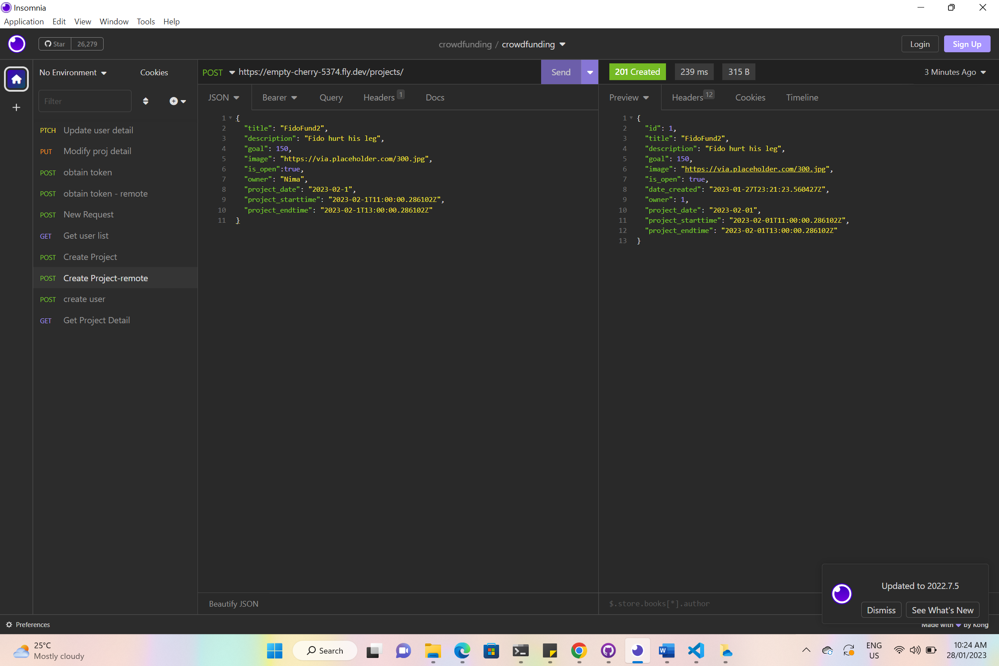 Insomnia
Application Edit View Window Tools Help
Star 26,279
crowdfunding / crowdfunding
Login Sign Up
No Environment Cookies
Filter
PTCH Update user detail
PUT Modify proj detail
POST obtain token
POST obtain token - remote
POST New Request
GET Get user list
POST Create Project
POST Create Project-remote
POST create user
GET Get Project Detail
POST https://empty-cherry-5374.fly.dev/projects/ Send
JSON Bearer Query Headers 1 Docs
1 {
2 "title": "FidoFund2",
3 "description": "Fido hurt his leg",
4 "goal": 150,
5 "image": "https://via.placeholder.com/300.jpg",
6 "is_open":true,
7 "owner": "Nima",
8 "project_date": "2023-02-1",
9 "project_starttime": "2023-02-1T11:00:00.286102Z",
10 "project_endtime": "2023-02-1T13:00:00.286102Z"
11 }
Beautify JSON
201 Created 239 ms 315 B 3 Minutes Ago
Preview Headers 12 Cookies Timeline
1 {
2 "id": 1,
3 "title": "FidoFund2",
4 "description": "Fido hurt his leg",
5 "goal": 150,
6 "image": "https://via.placeholder.com/300.jpg",
7 "is_open": true,
8 "date_created": "2023-01-27T23:21:23.560427Z",
9 "owner": 1,
10 "project_date": "2023-02-01",
11 "project_starttime": "2023-02-01T11:00:00.286102Z",
12 "project_endtime": "2023-02-01T13:00:00.286102Z"
13 }
$.store.books[*].author
Updated to 2022.7.5
Dismiss See What's New
Preferences
Made with by Kong
25°C
Mostly cloudy
Search
ENG
US
10:24 AM
28/01/2023